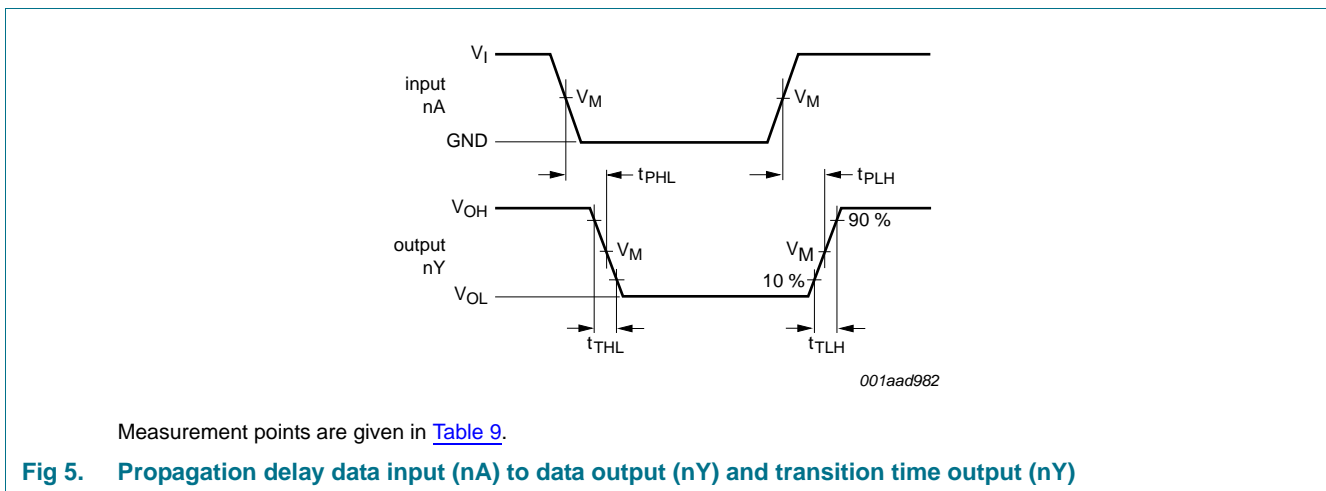 VI
input
nA
VM
VM
GND
tPHL
tPLH
VOH
90 %
output
nY
VM
VM
10 %
VOL
tTHL
tTLH
001aad982
Measurement points are given in Table 9.
Fig 5. Propagation delay data input (nA) to data output (nY) and transition time output (nY)